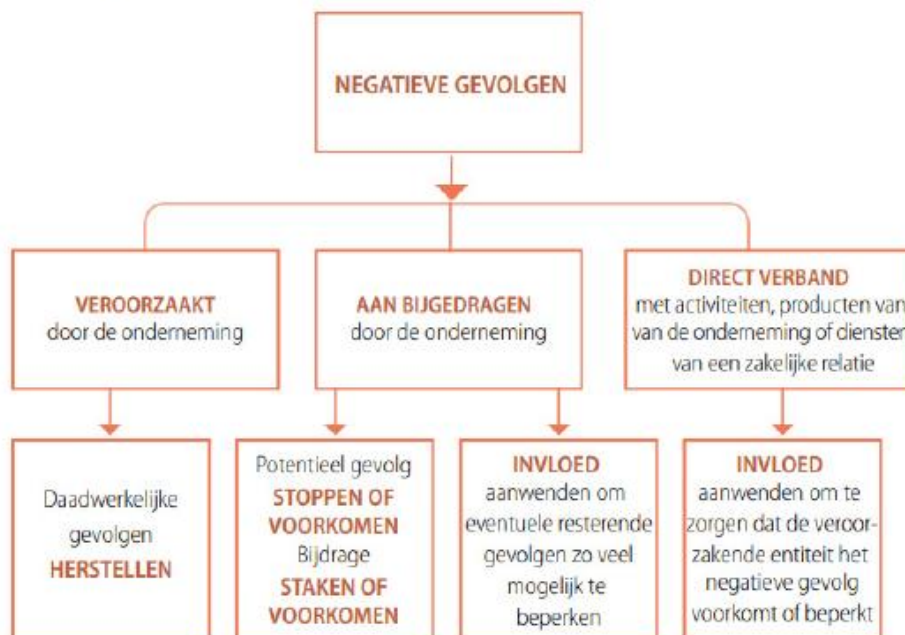 NEGATIEVE GEVOLGEN
VEROORZAAKT
door de onderneming
AAN BIJGEDRAGEN
door de onderneming
DIRECT VERBAND
met activiteiten, producten van
van de onderneming of diensten
van een zakelijke relatie
Daadwerkelijke
gevolgen
HERSTELLEN
Potentieel gevolg
STOPPEN OF
VOORKOMEN
Bijdrage
STAKEN OF
VOORKOMEN
INVLOED
aanwenden om
eventuele resterende
gevolgen zo veel
mogelijk te
beperken
INVLOED
aanwenden om te
zorgen dat de veroor-
zakende entiteit het
negatieve gevolg
voorkomt of beperkt